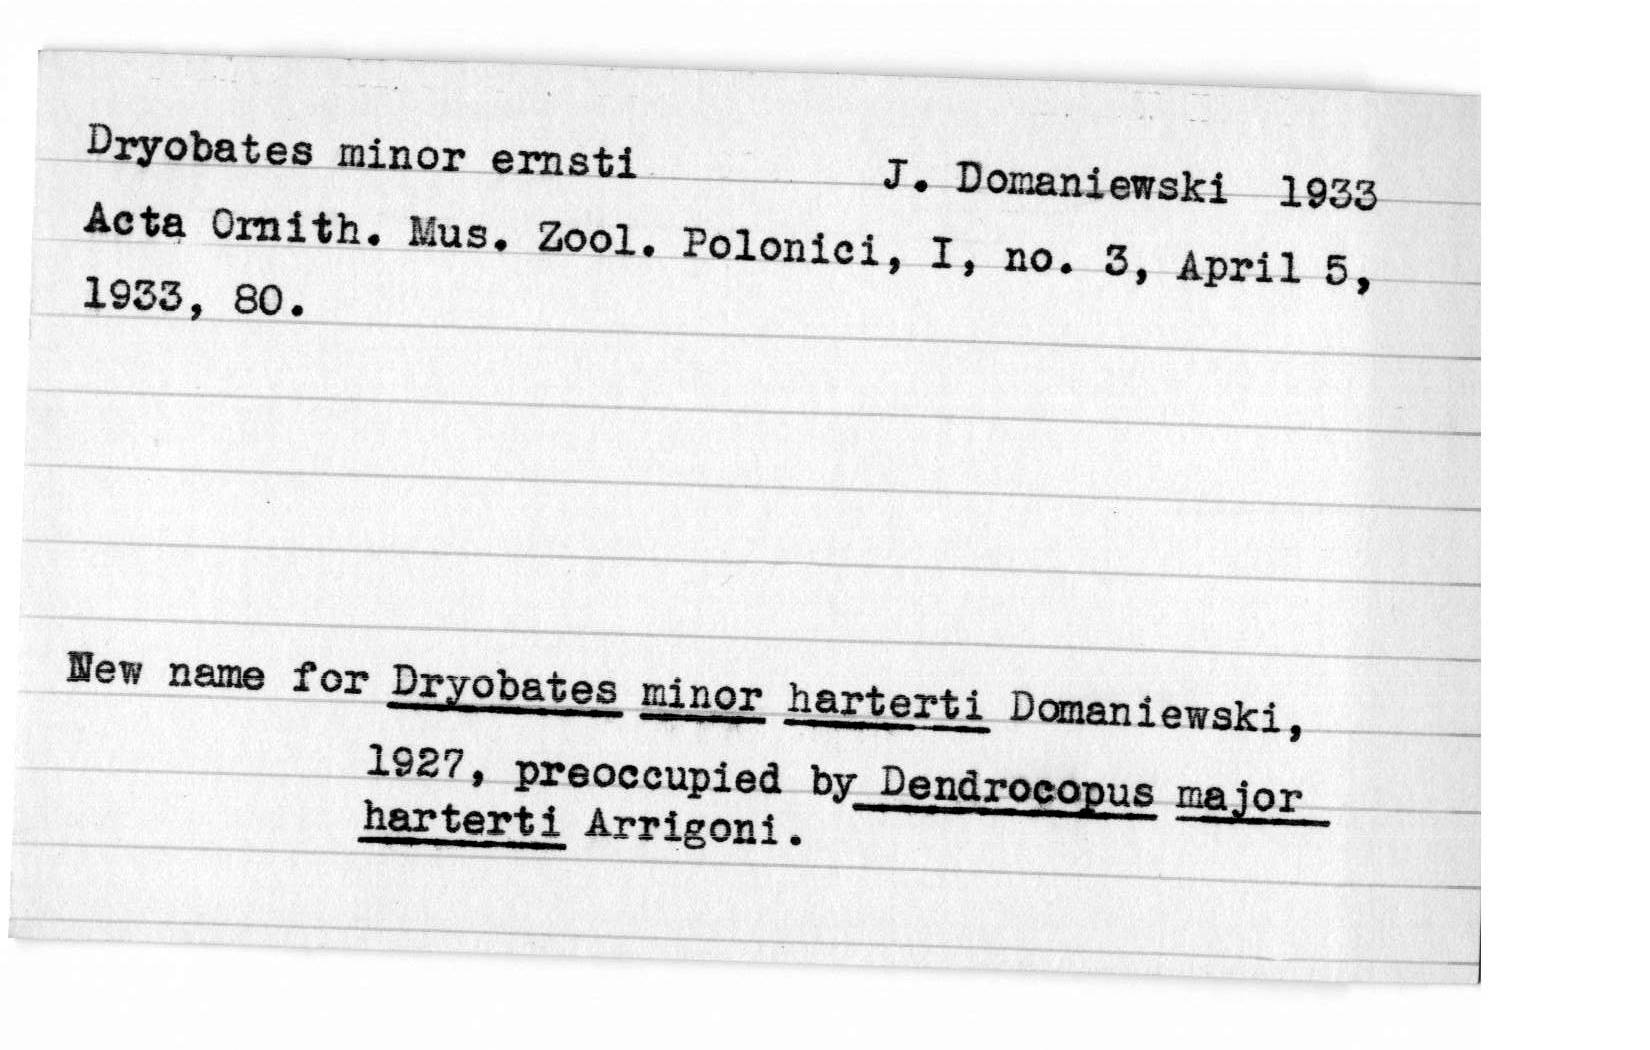 Dryobates minor ernsti J. Domaniewski 1933
Acta Ornith. Mus. Zool. Polonici, I, no. 3, April 5,
1933, 80.
New name for Dryobates minor harterti Domaniewski,
1927, preoccupied by Dendrocopus major
harterti Arrigoni.